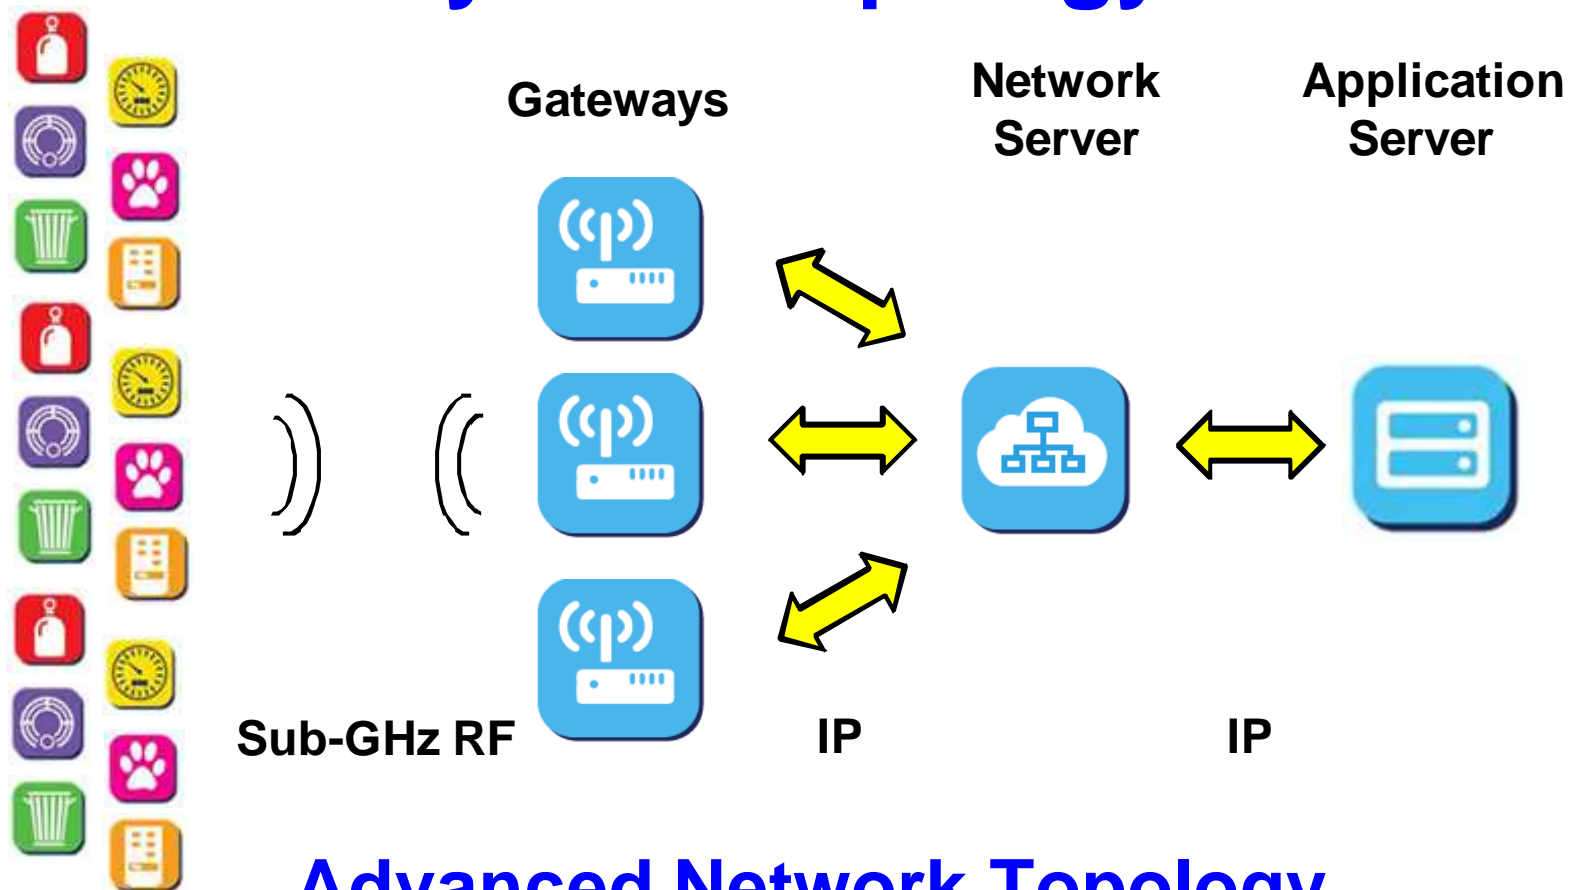 Gateways
Network
Server
Application
Server
Sub-GHz RF
IP
IP
Advanced Network Topology